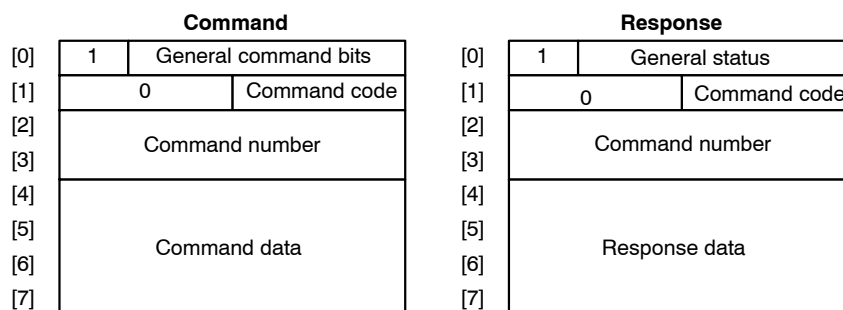 Command
[0] 1 General command bits
[1] 0 Command code
[2]
Command number
[3]
[4]
[5]
Command data
[6]
[7]
Response
[0] 1 General status
[1] 0 Command code
[2]
Command number
[3]
[4]
[5]
Response data
[6]
[7]